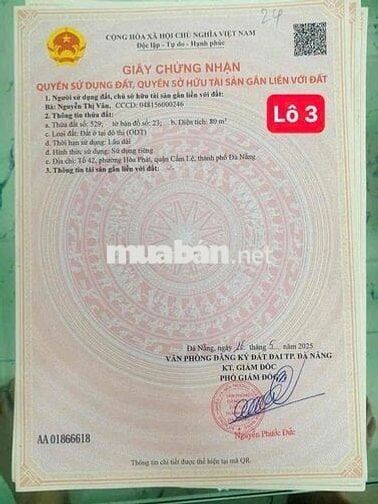 24
CỘNG HÒA XÃ HỘI CHỦ NGHĨA VIỆT NAM
Độc lập - Tự do - Hạnh phúc
GIẤY CHỨNG NHẬN
QUYỀN SỬ DỤNG ĐẤT, QUYỀN SỞ HỮU TÀI SẢN GẮN LIỀN VỚI ĐẤT
1. Người sử dụng đất, chủ sở hữu tài sản gắn liền với đất:
Bà: Nguyễn Thị Vân, CCCD: 048156000246
2. Thông tin thửa đất:
a. Thửa đất số: 529; tờ bản đồ số: 23; b. Diện tích: 80 m²
c. Loại đất: Đất ở tại đô thị (ODT)
d. Thời hạn sử dụng: Lâu dài
đ. Hình thức sử dụng: Sử dụng riêng
e. Địa chỉ: Tổ 42, phường Hòa Phát, quận Cẩm Lệ, thành phố Đà Nẵng
3. Thông tin tài sản gắn liền với đất: -/-
Lô 3
muaban.net
Đà Nẵng, ngày 16 tháng 5 năm 2025
VĂN PHÒNG ĐĂNG KÝ ĐẤT ĐAI TP. ĐÀ NẴNG
KT. GIÁM ĐỐC
PHÓ GIÁM ĐỐC
Nguyễn Phước Đức
AA 01866618
Thông tin chi tiết được thể hiện tại mã QR.